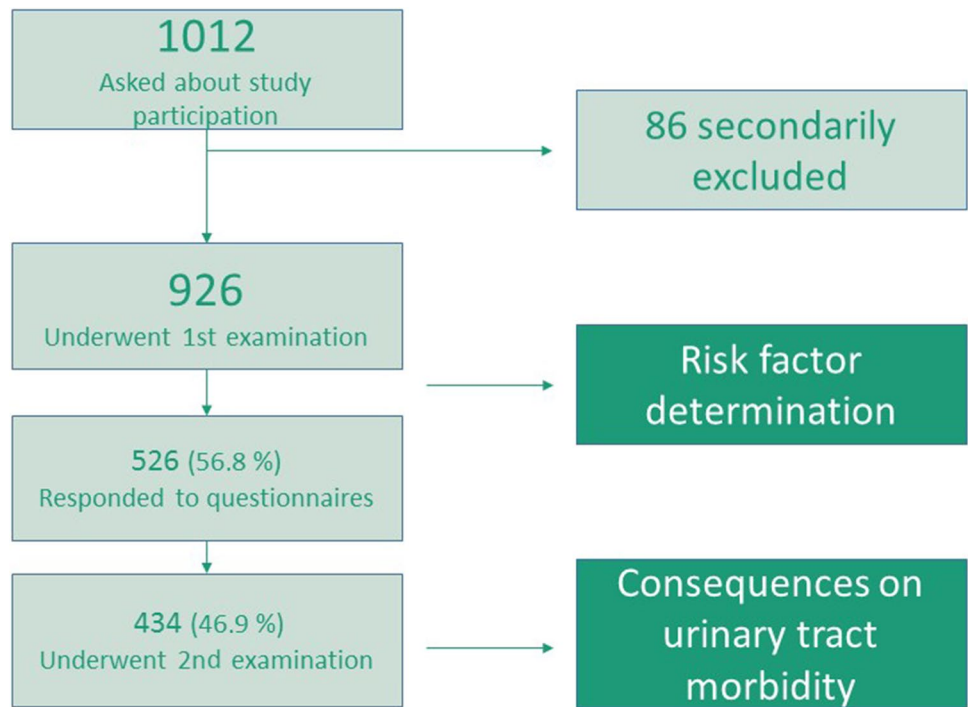 1012
Asked about study
participation
86 secondarily
excluded
926
Underwent 1st examination
Risk factor
determination
526 (56.8 %)
Responded to questionnaires
434 (46.9 %)
Underwent 2nd examination
Consequences on
urinary tract
morbidity